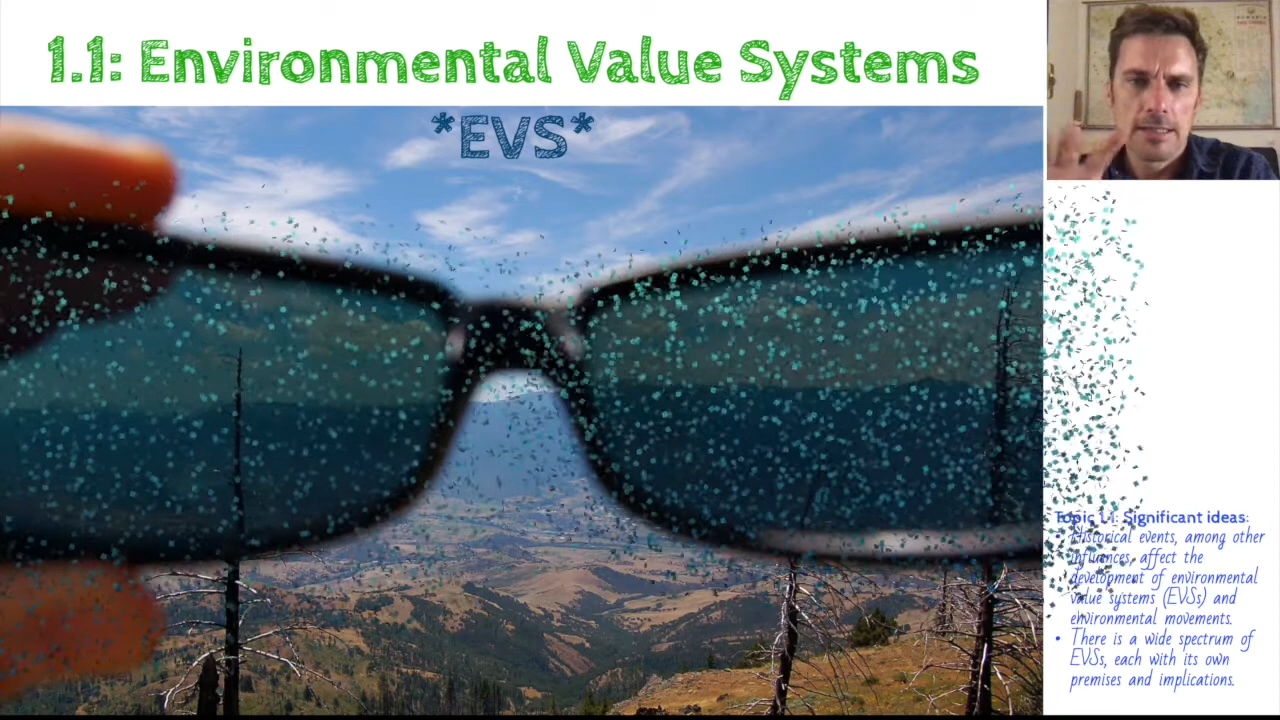 1.1: Environmental Value Systems
*EVS*
Topic 1.1: Significant ideas:
• Historical events, among other
influences, affect the
development of environmental
value systems (EVSs) and
environmental movements.
• There is a wide spectrum of
EVSs, each with its own
premises and implications.